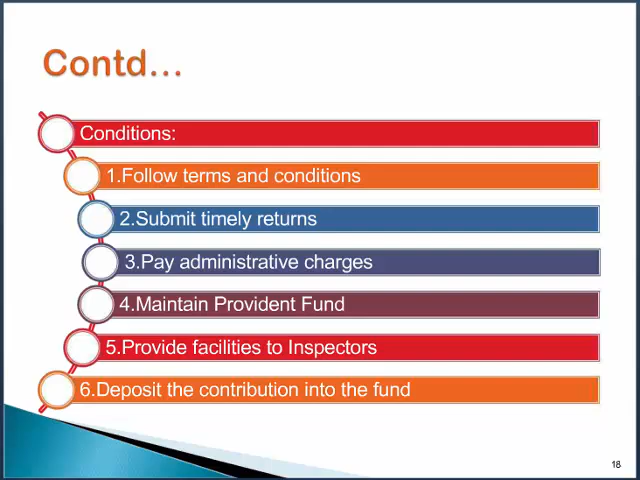 Contd...
Conditions:
1.Follow terms and conditions
2.Submit timely returns
3.Pay administrative charges
4.Maintain Provident Fund
5.Provide facilities to Inspectors
6.Deposit the contribution into the fund
18